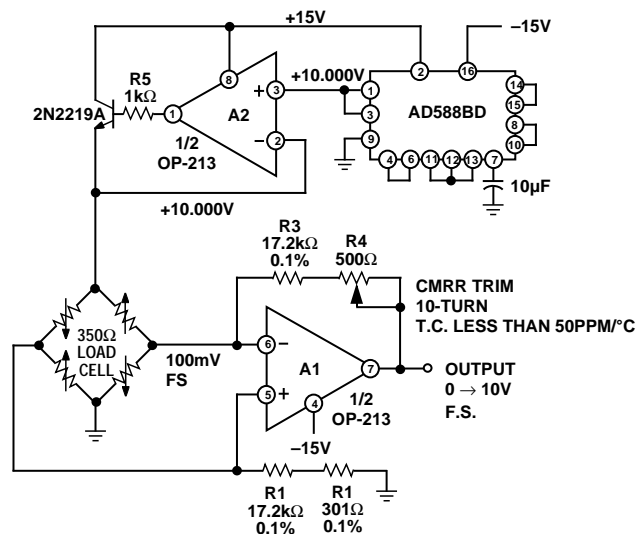 +15V
–15V
R5
1kΩ
2N2219A
8
3
+
+10.000V
1
A2
–
2
1/2
OP-213
2
16
1
3
9
AD588BD
14
15
8
10
4
6
11
12
13
7
10µF
+10.000V
R3
17.2kΩ
0.1%
R4
500Ω
CMRR TRIM
10-TURN
T.C. LESS THAN 50PPM/°C
350Ω
LOAD
CELL
100mV
FS
6
–
A1
7
5
+
4
1/2
OP-213
–15V
OUTPUT
0 → 10V
F.S.
R1
17.2kΩ
0.1%
R1
301Ω
0.1%